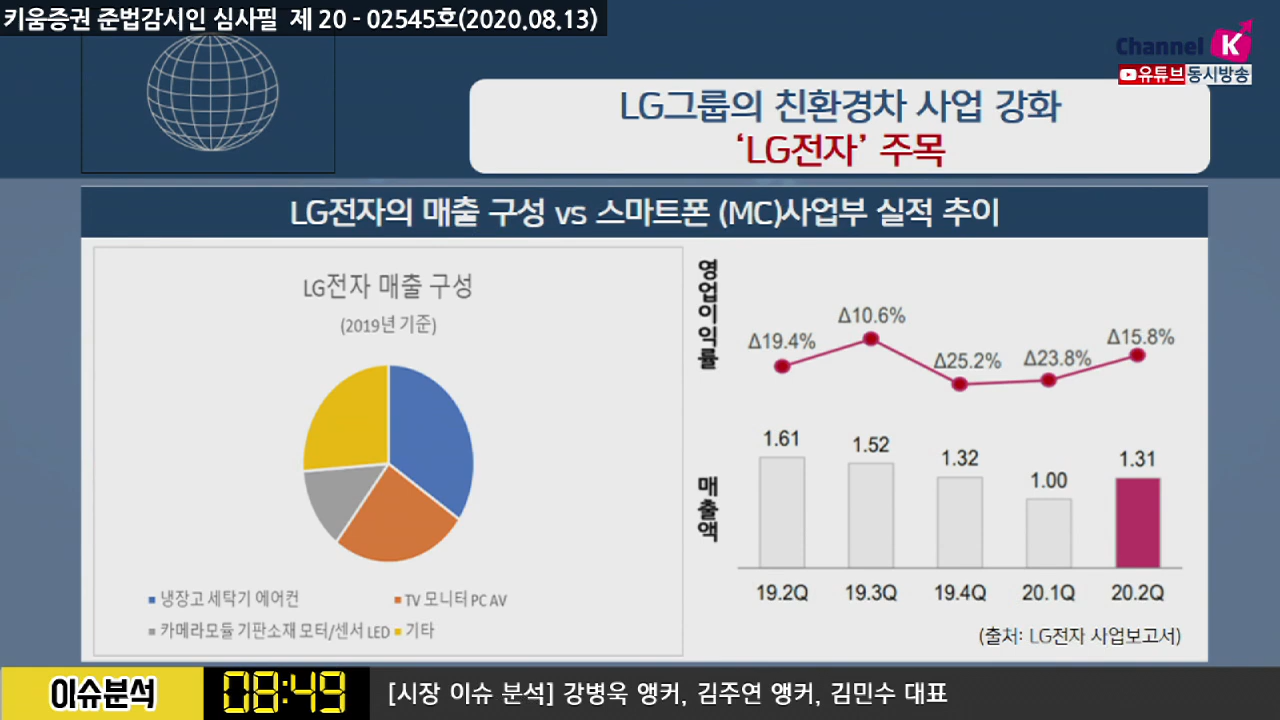 키움증권 준법감시인 심사필 제 20 - 02545호(2020.08.13)
Channel K
유튜브동시방송
LG그룹의 친환경차 사업 강화
‘LG전자’ 주목
LG전자의 매출 구성 vs 스마트폰 (MC)사업부 실적 추이
LG전자 매출 구성
(2019년 기준)
냉장고 세탁기 에어컨
TV 모니터 PC AV
카메라모듈 기판소재 모터/센서 LED
기타
영업이익률
Δ19.4%
Δ10.6%
Δ25.2%
Δ23.8%
Δ15.8%
매출액
1.61
1.52
1.32
1.00
1.31
19.2Q
19.3Q
19.4Q
20.1Q
20.2Q
(출처: LG전자 사업보고서)
이슈분석
08:49
[시장 이슈 분석] 강병욱 앵커, 김주연 앵커, 김민수 대표